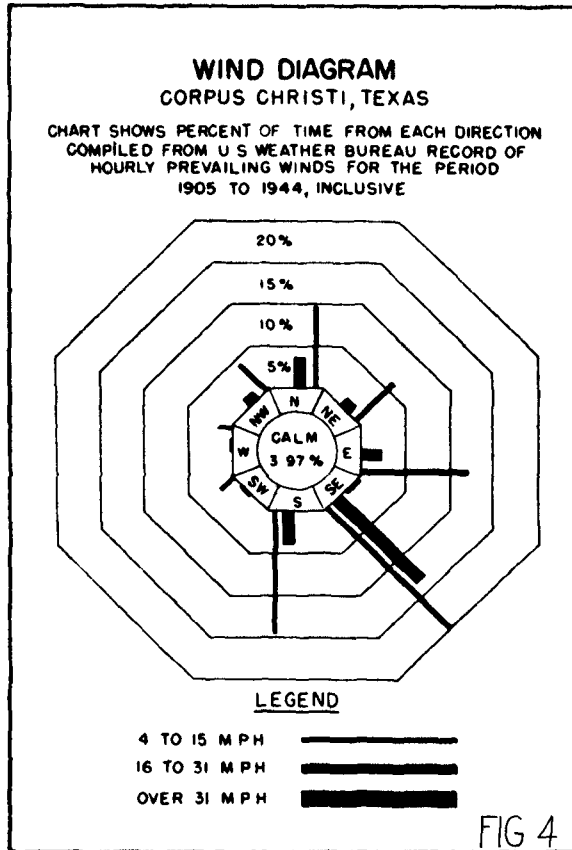 WIND DIAGRAM
CORPUS CHRISTI, TEXAS
CHART SHOWS PERCENT OF TIME FROM EACH DIRECTION
COMPILED FROM U S WEATHER BUREAU RECORD OF
HOURLY PREVAILING WINDS FOR THE PERIOD
1905 TO 1944, INCLUSIVE
20%
15%
10%
5%
N
NW
NE
CALM
W
E
3 97%
SW
SE
S
LEGEND
4 TO 15 M P H
16 TO 31 M P H
OVER 31 M P H
FIG 4